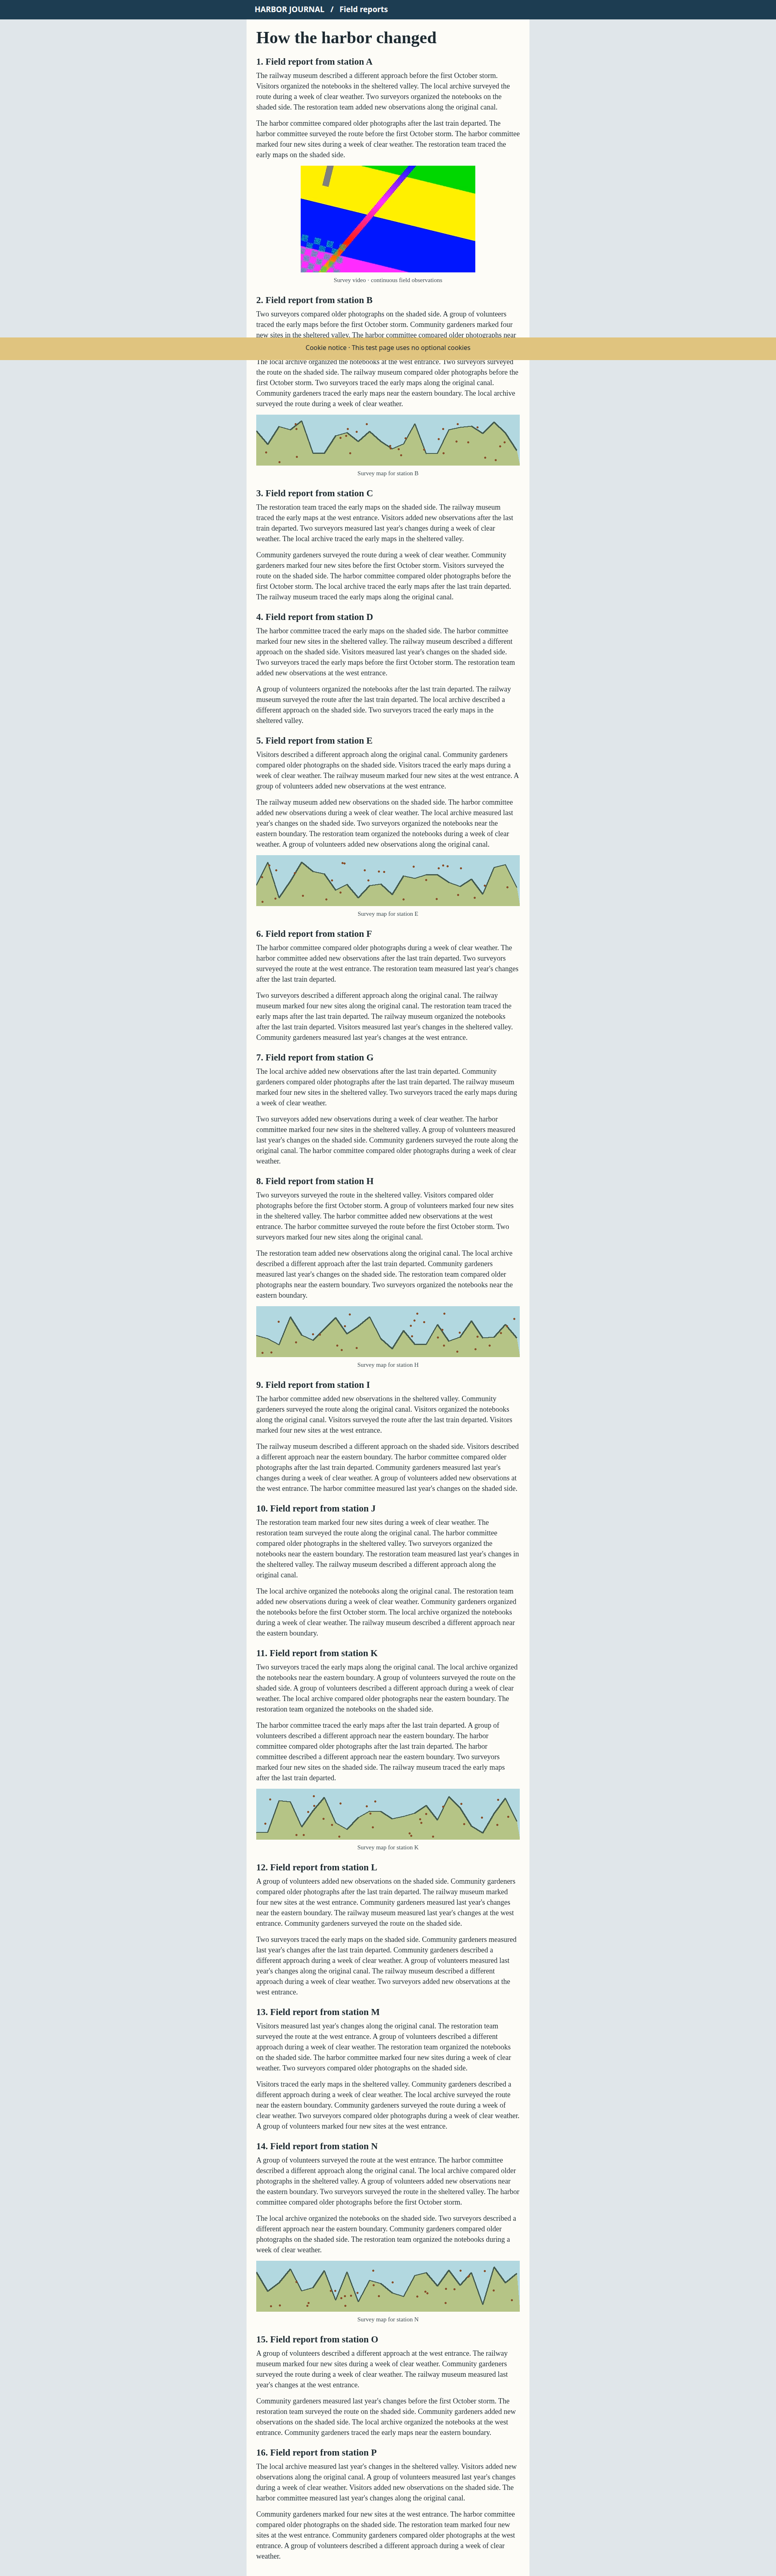 HARBOR JOURNAL / Field reports
How the harbor changed
1. Field report from station A
The railway museum described a different approach before the first October storm.
Visitors organized the notebooks in the sheltered valley. The local archive surveyed the
route during a week of clear weather. Two surveyors organized the notebooks on the
shaded side. The restoration team added new observations along the original canal.
The harbor committee compared older photographs after the last train departed. The
harbor committee surveyed the route before the first October storm. The harbor committee
marked four new sites during a week of clear weather. The restoration team traced the
early maps on the shaded side.
Survey video · continuous field observations
2. Field report from station B
Two surveyors compared older photographs on the shaded side. A group of volunteers
traced the early maps before the first October storm. Community gardeners marked four
new sites in the sheltered valley. The harbor committee compared older photographs near
Cookie notice · This test page uses no optional cookies
The local archive organized the notebooks at the west entrance. Two surveyors surveyed
the route on the shaded side. The railway museum compared older photographs before the
first October storm. Two surveyors traced the early maps along the original canal.
Community gardeners traced the early maps near the eastern boundary. The local archive
surveyed the route during a week of clear weather.
Survey map for station B
3. Field report from station C
The restoration team traced the early maps on the shaded side. The railway museum
traced the early maps at the west entrance. Visitors added new observations after the last
train departed. Two surveyors measured last year's changes during a week of clear
weather. The local archive traced the early maps in the sheltered valley.
Community gardeners surveyed the route during a week of clear weather. Community
gardeners marked four new sites before the first October storm. Visitors surveyed the
route on the shaded side. The harbor committee compared older photographs before the
first October storm. The local archive traced the early maps after the last train departed.
The railway museum traced the early maps along the original canal.
4. Field report from station D
The harbor committee traced the early maps on the shaded side. The harbor committee
marked four new sites in the sheltered valley. The railway museum described a different
approach on the shaded side. Visitors measured last year's changes on the shaded side.
Two surveyors traced the early maps before the first October storm. The restoration team
added new observations at the west entrance.
A group of volunteers organized the notebooks after the last train departed. The railway
museum surveyed the route after the last train departed. The local archive described a
different approach on the shaded side. Two surveyors traced the early maps in the
sheltered valley.
5. Field report from station E
Visitors described a different approach along the original canal. Community gardeners
compared older photographs on the shaded side. Visitors traced the early maps during a
week of clear weather. The railway museum marked four new sites at the west entrance. A
group of volunteers added new observations at the west entrance.
The railway museum added new observations on the shaded side. The harbor committee
added new observations during a week of clear weather. The local archive measured last
year's changes on the shaded side. Two surveyors organized the notebooks near the
eastern boundary. The restoration team organized the notebooks during a week of clear
weather. A group of volunteers added new observations along the original canal.
Survey map for station E
6. Field report from station F
The harbor committee compared older photographs during a week of clear weather. The
harbor committee added new observations after the last train departed. Two surveyors
surveyed the route at the west entrance. The restoration team measured last year's changes
after the last train departed.
Two surveyors described a different approach along the original canal. The railway
museum marked four new sites along the original canal. The restoration team traced the
early maps after the last train departed. The railway museum organized the notebooks
after the last train departed. Visitors measured last year's changes in the sheltered valley.
Community gardeners measured last year's changes at the west entrance.
7. Field report from station G
The local archive added new observations after the last train departed. Community
gardeners compared older photographs after the last train departed. The railway museum
marked four new sites in the sheltered valley. Two surveyors traced the early maps during
a week of clear weather.
Two surveyors added new observations during a week of clear weather. The harbor
committee marked four new sites in the sheltered valley. A group of volunteers measured
last year's changes on the shaded side. Community gardeners surveyed the route along the
original canal. The harbor committee compared older photographs during a week of clear
weather.
8. Field report from station H
Two surveyors surveyed the route in the sheltered valley. Visitors compared older
photographs before the first October storm. A group of volunteers marked four new sites
in the sheltered valley. The harbor committee added new observations at the west
entrance. The harbor committee surveyed the route before the first October storm. Two
surveyors marked four new sites along the original canal.
The restoration team added new observations along the original canal. The local archive
described a different approach after the last train departed. Community gardeners
measured last year's changes on the shaded side. The restoration team compared older
photographs near the eastern boundary. Two surveyors organized the notebooks near the
eastern boundary.
Survey map for station H
9. Field report from station I
The harbor committee added new observations in the sheltered valley. Community
gardeners surveyed the route along the original canal. Visitors organized the notebooks
along the original canal. Visitors surveyed the route after the last train departed. Visitors
marked four new sites at the west entrance.
The railway museum described a different approach on the shaded side. Visitors described
a different approach near the eastern boundary. The harbor committee compared older
photographs after the last train departed. Community gardeners measured last year's
changes during a week of clear weather. A group of volunteers added new observations at
the west entrance. The harbor committee measured last year's changes on the shaded side.
10. Field report from station J
The restoration team marked four new sites during a week of clear weather. The
restoration team surveyed the route along the original canal. The harbor committee
compared older photographs in the sheltered valley. Two surveyors organized the
notebooks near the eastern boundary. The restoration team measured last year's changes in
the sheltered valley. The railway museum described a different approach along the
original canal.
The local archive organized the notebooks along the original canal. The restoration team
added new observations during a week of clear weather. Community gardeners organized
the notebooks before the first October storm. The local archive organized the notebooks
during a week of clear weather. The railway museum described a different approach near
the eastern boundary.
11. Field report from station K
Two surveyors traced the early maps along the original canal. The local archive organized
the notebooks near the eastern boundary. A group of volunteers surveyed the route on the
shaded side. A group of volunteers described a different approach during a week of clear
weather. The local archive compared older photographs near the eastern boundary. The
restoration team organized the notebooks on the shaded side.
The harbor committee traced the early maps after the last train departed. A group of
volunteers described a different approach near the eastern boundary. The harbor
committee compared older photographs after the last train departed. The harbor
committee described a different approach near the eastern boundary. Two surveyors
marked four new sites on the shaded side. The railway museum traced the early maps
after the last train departed.
Survey map for station K
12. Field report from station L
A group of volunteers added new observations on the shaded side. Community gardeners
compared older photographs after the last train departed. The railway museum marked
four new sites at the west entrance. Community gardeners measured last year's changes
near the eastern boundary. The railway museum measured last year's changes at the west
entrance. Community gardeners surveyed the route on the shaded side.
Two surveyors traced the early maps on the shaded side. Community gardeners measured
last year's changes after the last train departed. Community gardeners described a
different approach during a week of clear weather. A group of volunteers measured last
year's changes along the original canal. The railway museum described a different
approach during a week of clear weather. Two surveyors added new observations at the
west entrance.
13. Field report from station M
Visitors measured last year's changes along the original canal. The restoration team
surveyed the route at the west entrance. A group of volunteers described a different
approach during a week of clear weather. The restoration team organized the notebooks
on the shaded side. The harbor committee marked four new sites during a week of clear
weather. Two surveyors compared older photographs on the shaded side.
Visitors traced the early maps in the sheltered valley. Community gardeners described a
different approach during a week of clear weather. The local archive surveyed the route
near the eastern boundary. Community gardeners surveyed the route during a week of
clear weather. Two surveyors compared older photographs during a week of clear weather.
A group of volunteers marked four new sites at the west entrance.
14. Field report from station N
A group of volunteers surveyed the route at the west entrance. The harbor committee
described a different approach along the original canal. The local archive compared older
photographs in the sheltered valley. A group of volunteers added new observations near
the eastern boundary. Two surveyors surveyed the route in the sheltered valley. The harbor
committee compared older photographs before the first October storm.
The local archive organized the notebooks on the shaded side. Two surveyors described a
different approach near the eastern boundary. Community gardeners compared older
photographs on the shaded side. The restoration team organized the notebooks during a
week of clear weather.
Survey map for station N
15. Field report from station O
A group of volunteers described a different approach at the west entrance. The railway
museum marked four new sites during a week of clear weather. Community gardeners
surveyed the route during a week of clear weather. The railway museum measured last
year's changes at the west entrance.
Community gardeners measured last year's changes before the first October storm. The
restoration team surveyed the route on the shaded side. Community gardeners added new
observations on the shaded side. The local archive organized the notebooks at the west
entrance. Community gardeners traced the early maps near the eastern boundary.
16. Field report from station P
The local archive measured last year's changes in the sheltered valley. Visitors added new
observations along the original canal. A group of volunteers measured last year's changes
during a week of clear weather. Visitors added new observations on the shaded side. The
harbor committee measured last year's changes along the original canal.
Community gardeners marked four new sites at the west entrance. The harbor committee
compared older photographs on the shaded side. The restoration team marked four new
sites at the west entrance. Community gardeners compared older photographs at the west
entrance. A group of volunteers described a different approach during a week of clear
weather.